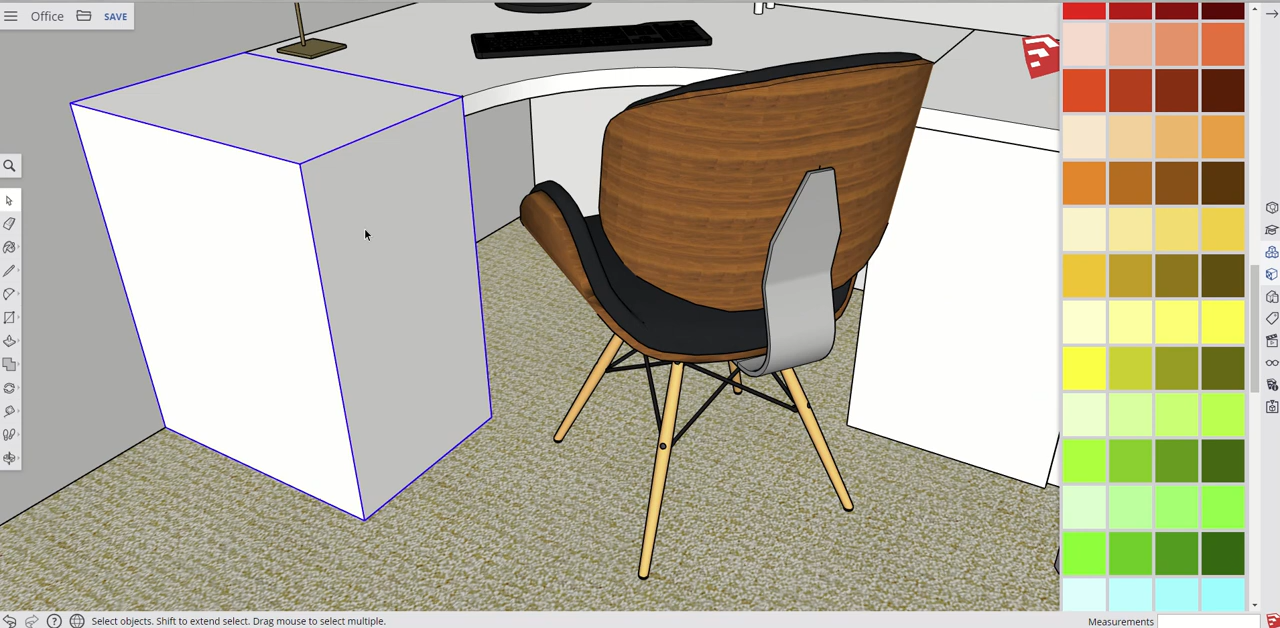 Office SAVE
Select objects. Shift to extend select. Drag mouse to select multiple.
Measurements